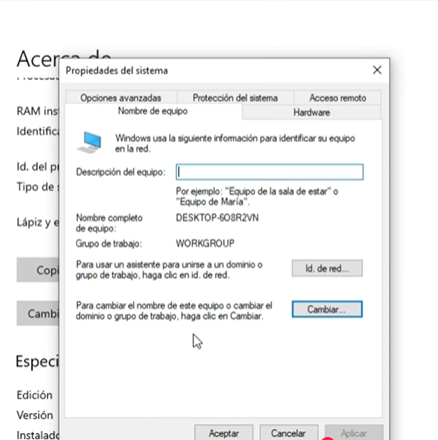 Acerca de
Propiedades del sistema
RAM
Opciones avanzadas
Protección del sistema
Acceso remoto
Nombre de equipo
Hardware
Windows usa la siguiente información para identificar su equipo
en la red.
Id. del
Descripción del equipo:
Tipo de
Por ejemplo: "Equipo de la sala de estar" o
"Equipo de María".
Lápiz y e
Nombre completo
de equipo:
DESKTOP-6O8R2VN
Grupo de trabajo:
WORKGROUP
Para usar un asistente para unirse a un dominio o
grupo de trabajo, haga clic en id. de red.
Id. de red...
Copi
Para cambiar el nombre de este equipo o cambiar el
dominio o grupo de trabajo, haga clic en Cambiar.
Cambiar...
Cambi
Especi
Edición
Versión
Instalado
Aceptar
Cancelar
Aplicar